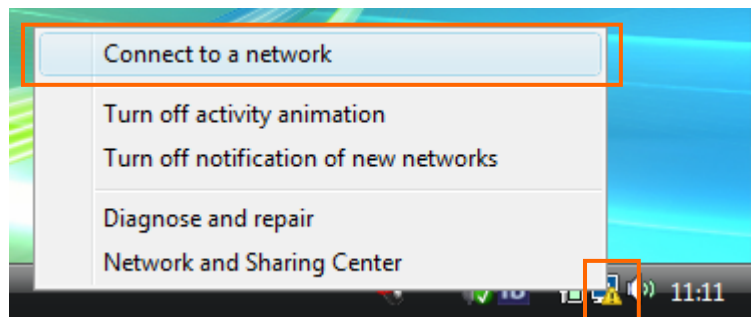 Connect to a network
Turn off activity animation
Turn off notification of new networks
Diagnose and repair
Network and Sharing Center
11:11